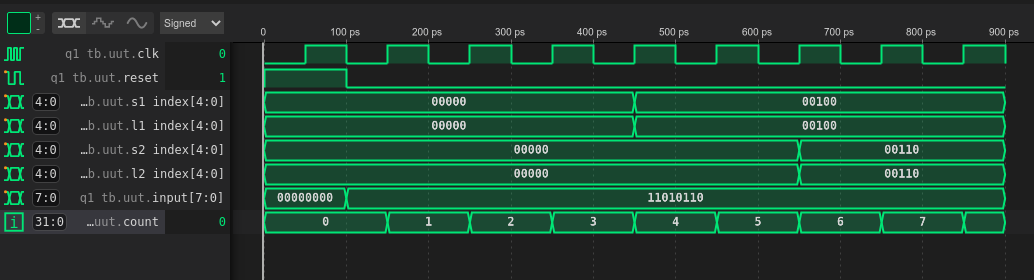 +
- Signed
0 100 ps 200 ps 300 ps 400 ps 500 ps 600 ps 700 ps 800 ps 900 ps
q1 tb.uut.clk 0
q1 tb.uut.reset 1
4:0 …b.uut.s1 index[4:0] 00000 00100
4:0 …b.uut.l1 index[4:0] 00000 00100
4:0 …b.uut.s2 index[4:0] 00000 00110
4:0 …b.uut.l2 index[4:0] 00000 00110
7:0 q1 tb.uut.input[7:0] 00000000 11010110
i 31:0 …uut.count 0 0 1 2 3 4 5 6 7